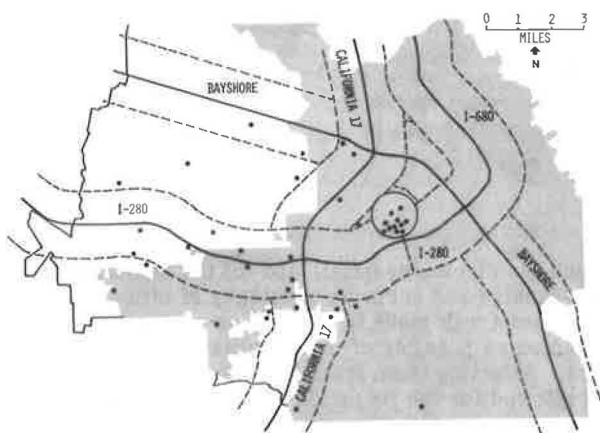 0 1 2 3
MILES
N
BAYSHORE
CALIFORNIA 17
I-680
I-280
I-280
BAYSHORE
CALIFORNIA 17